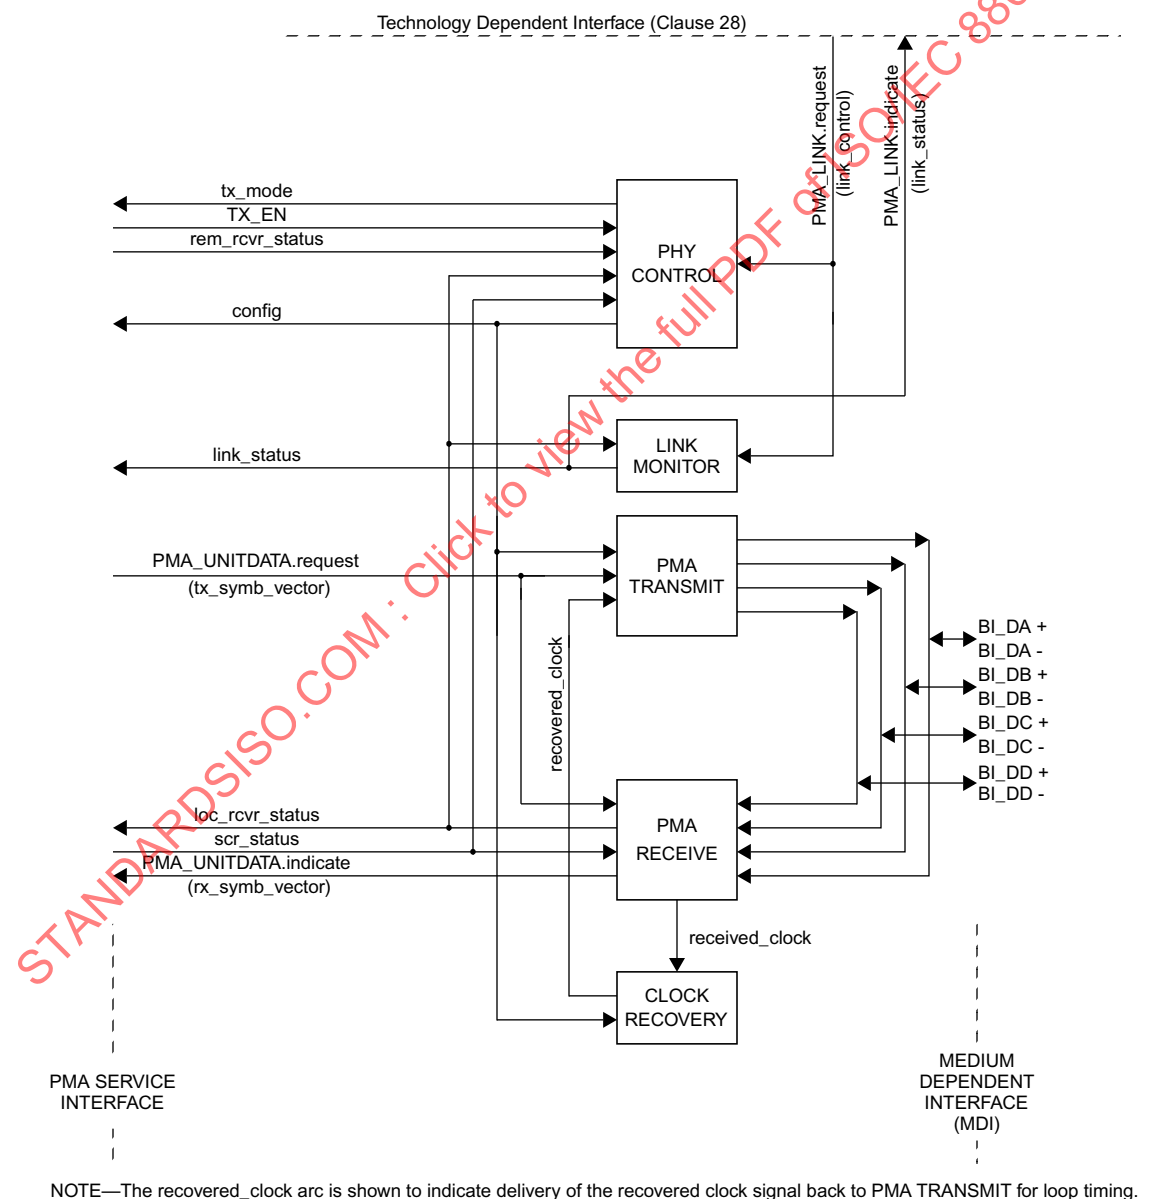 Technology Dependent Interface (Clause 28)
PMA_LINK.request
(link_control)
PMA_LINK.indicate
(link_status)
tx_mode
TX_EN
rem_rcvr_status
PHY
CONTROL
config
LINK
MONITOR
link_status
PMA_UNITDATA.request
(tx_symb_vector)
PMA
TRANSMIT
recovered_clock
BI_DA +
BI_DA -
BI_DB +
BI_DB -
BI_DC +
BI_DC -
BI_DD +
BI_DD -
loc_rcvr_status
scr_status
PMA_UNITDATA.indicate
(rx_symb_vector)
PMA
RECEIVE
received_clock
CLOCK
RECOVERY
PMA SERVICE
INTERFACE
MEDIUM
DEPENDENT
INTERFACE
(MDI)
NOTE—The recovered_clock arc is shown to indicate delivery of the recovered clock signal back to PMA TRANSMIT for loop timing.
STANDARDSISO.COM : Click to view the full PDF of ISO/IEC